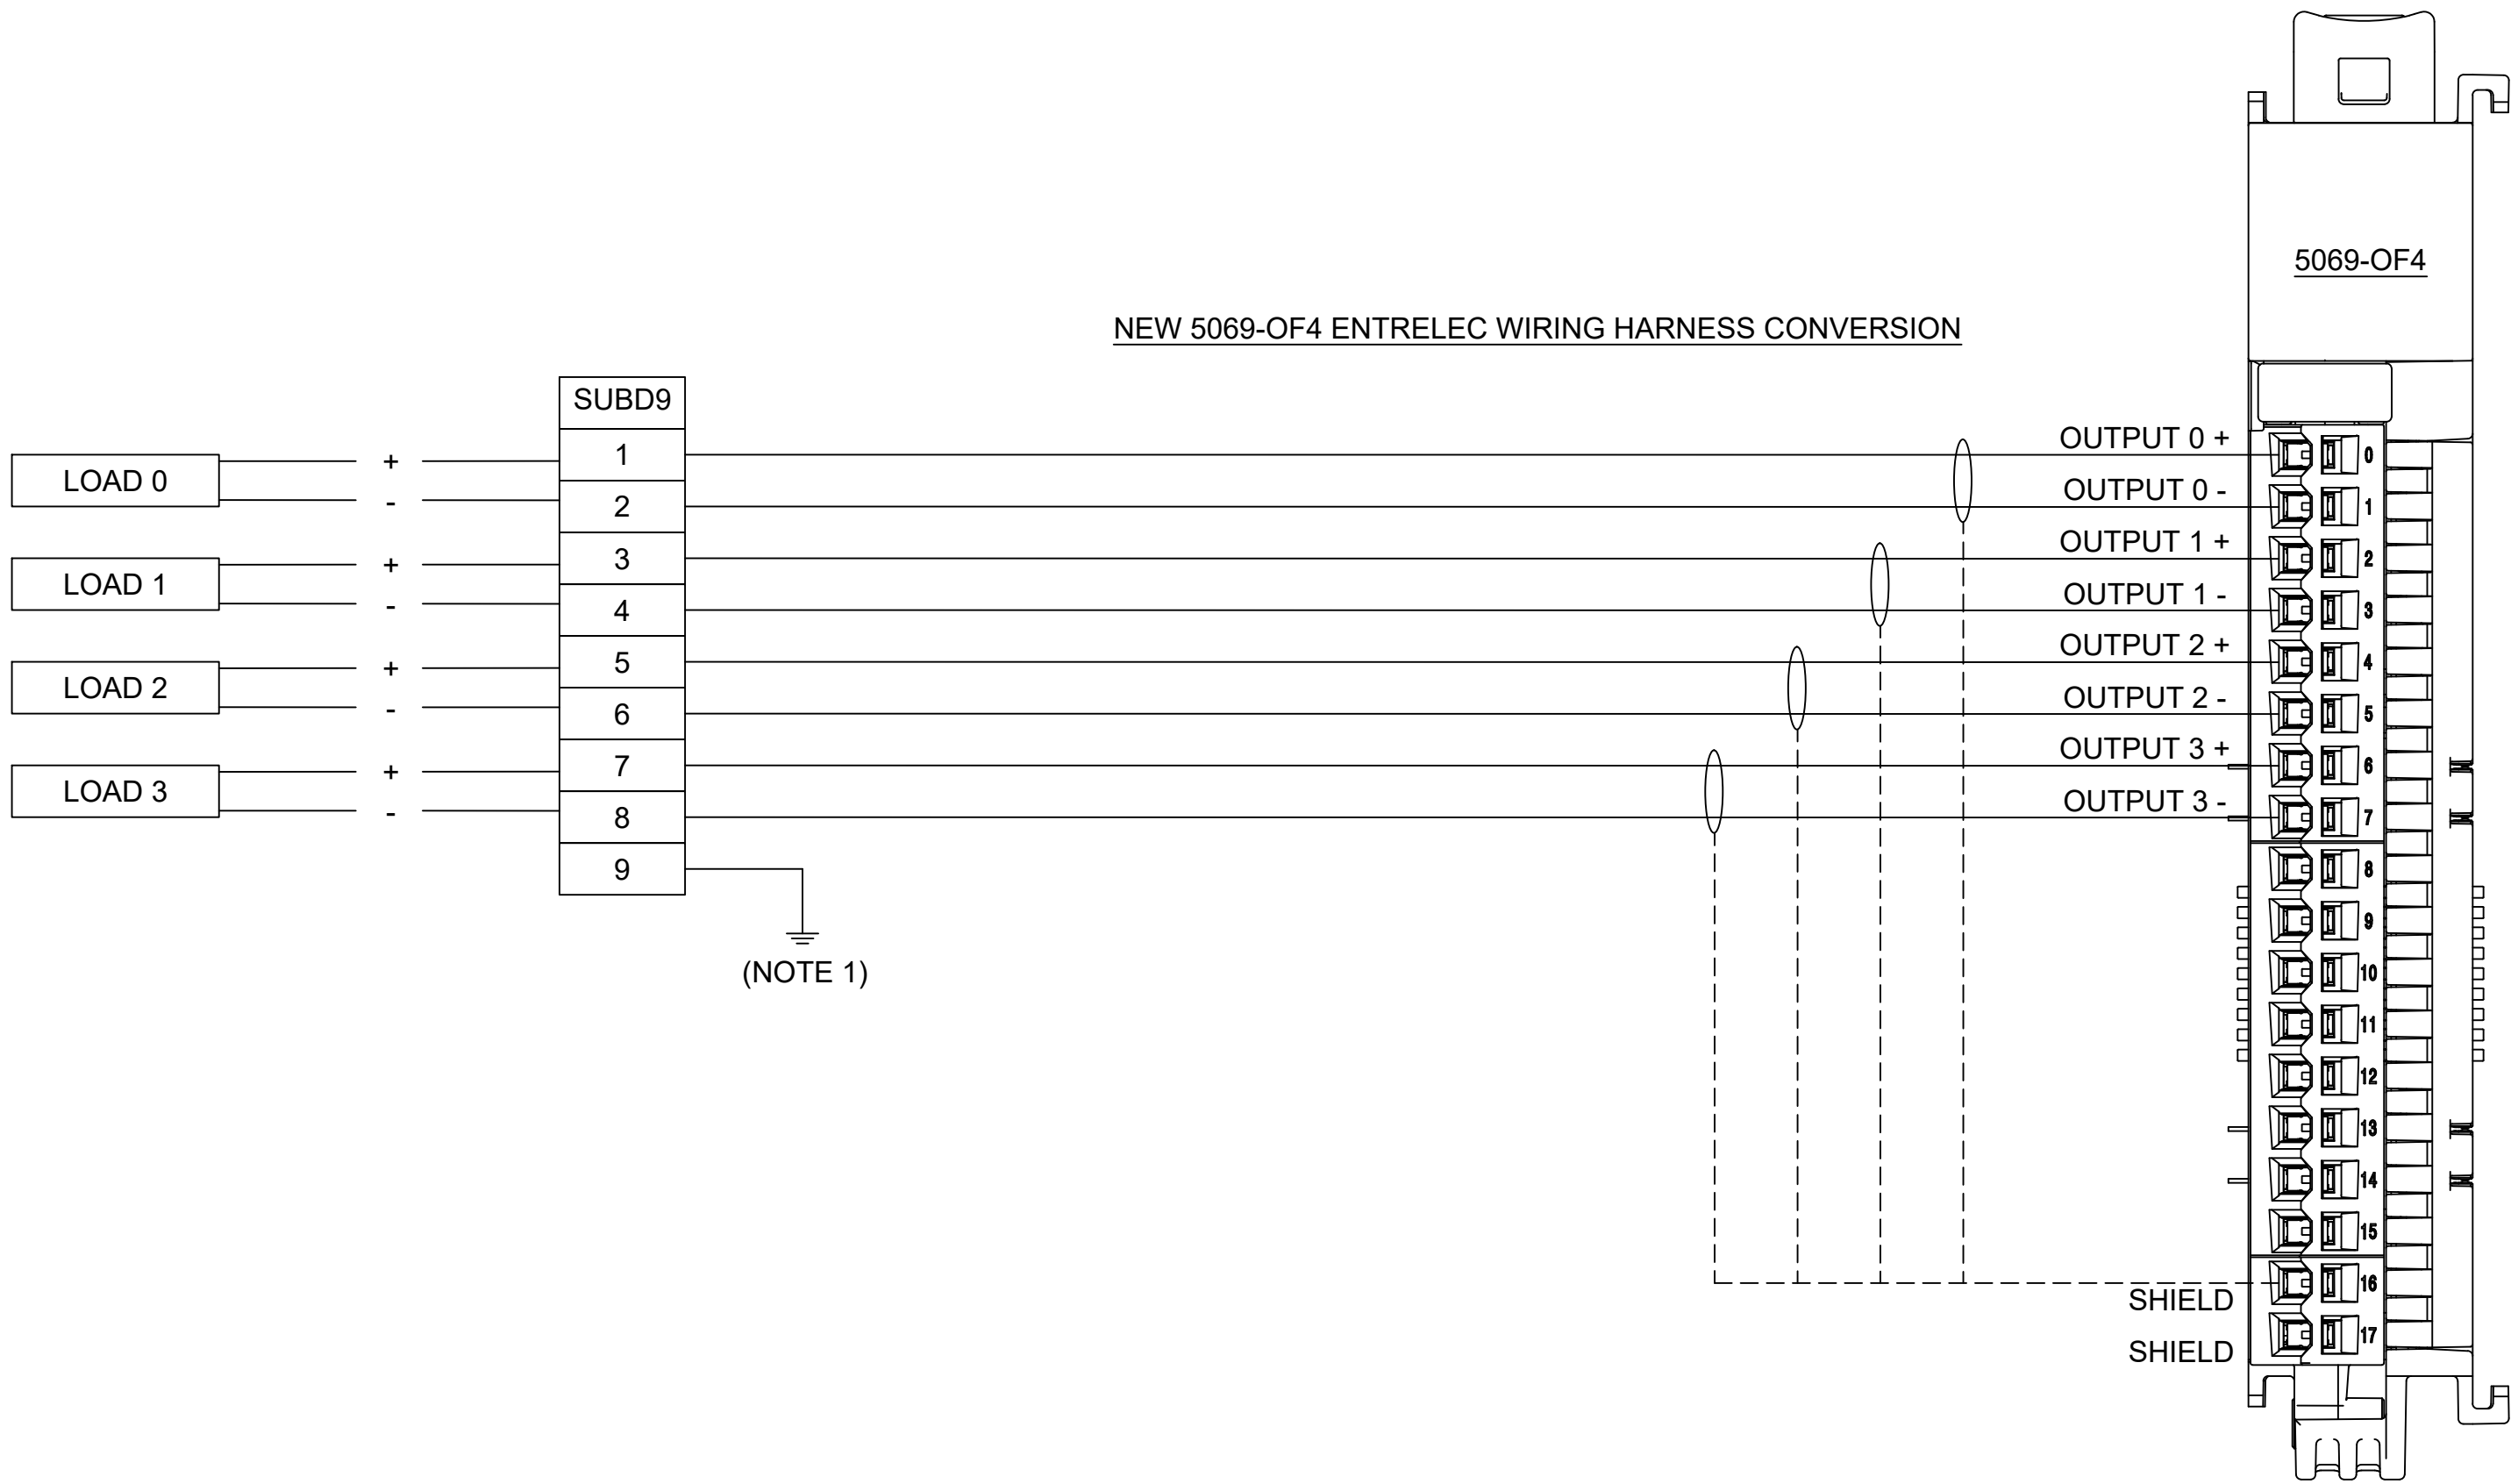 5069-OF4
NEW 5069-OF4 ENTRELEC WIRING HARNESS CONVERSION
SUBD9
1
2
3
4
5
6
7
8
9
(NOTE 1)
LOAD 0
+
-
LOAD 1
+
-
LOAD 2
+
-
LOAD 3
+
-
OUTPUT 0 +
OUTPUT 0 -
OUTPUT 1 +
OUTPUT 1 -
OUTPUT 2 +
OUTPUT 2 -
OUTPUT 3 +
OUTPUT 3 -
SHIELD
SHIELD
0
1
2
3
4
5
6
7
8
9
10
11
12
13
14
15
16
17